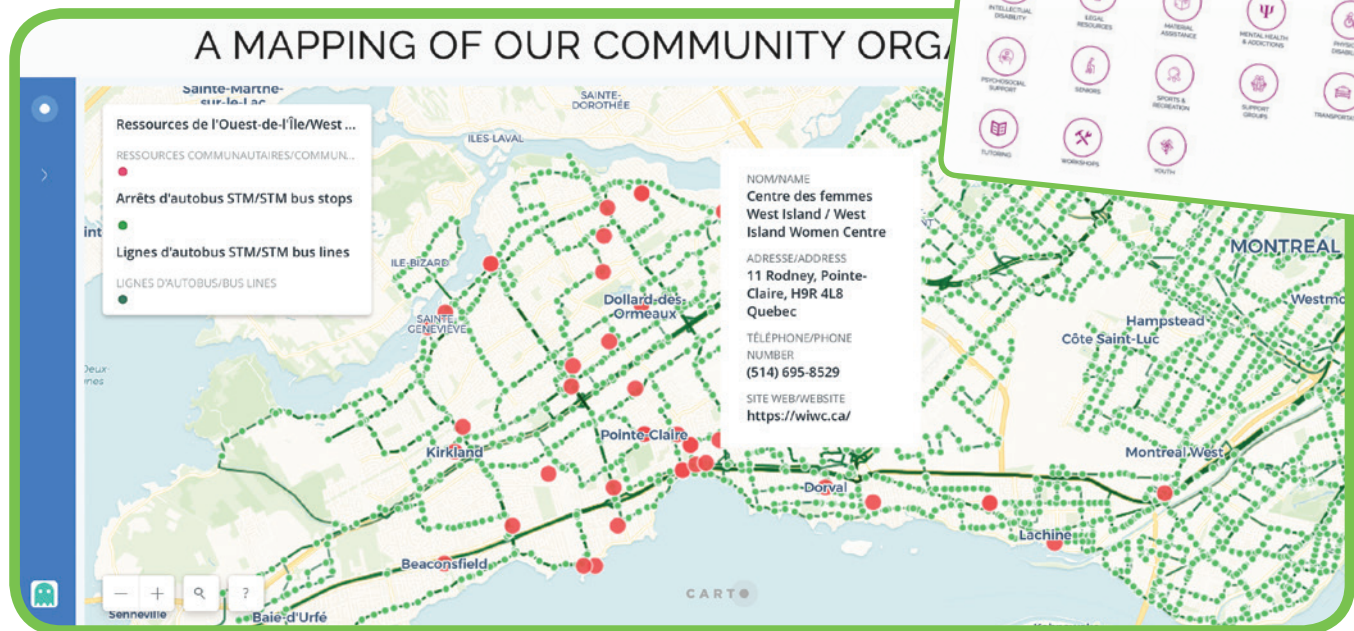 A MAPPING OF OUR COMMUNITY ORGA
INTELLECTUAL
DISABILITY
LEGAL
RESOURCES
MATERIAL
ASSISTANCE
MENTAL HEALTH
& ADDICTIONS
PSYCHOSOCIAL
SUPPORT
SENIORS
SPORTS &
RECREATION
SUPPORT
GROUPS
TUTORING
WORKSHOPS
YOUTH
Ressources de l'Ouest-de-l'Île/West ...
RESSOURCES COMMUNAUTAIRES/COMMUN...
Arrêts d'autobus STM/STM bus stops
Lignes d'autobus STM/STM bus lines
LIGNES D'AUTOBUS/BUS LINES
NOM/NAME
Centre des femmes
West Island / West
Island Women Centre
ADRESSE/ADDRESS
11 Rodney, Pointe-
Claire, H9R 4L8
Quebec
TÉLÉPHONE/PHONE
NUMBER
(514) 695-8529
SITE WEB/WEBSITE
https://wiwc.ca/
Sainte-Marthe-
sur-le-Lac
SAINTE-
DOROTHÉE
ILES-LAVAL
ILE-BIZARD
SAINTE
GENEVIÈVE
Dollard-des-
Ormeaux
MONTREAL
Westmo
Hampstead
Côte Saint-Luc
Montreal West
Pointe-Claire
Kirkland
Dorval
Lachine
Beaconsfield
Senneville
Baie-d'Urfé
− + ?
CARTO